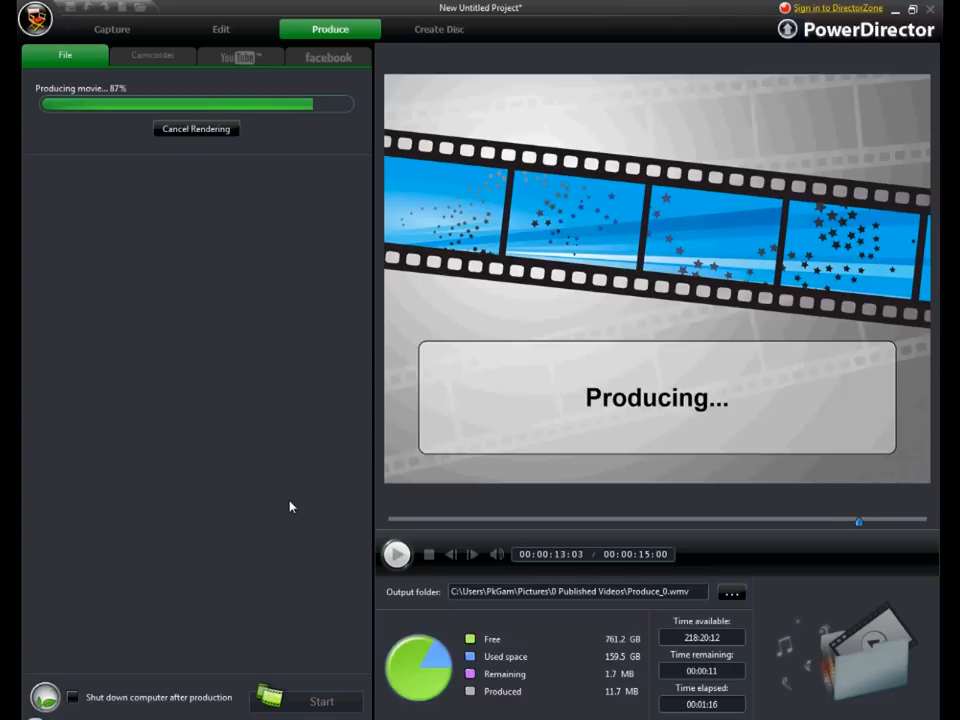 New Untitled Project*
Sign in to DirectorZone
Capture Edit Produce Create Disc
PowerDirector
File Camcorder YouTube facebook
Producing movie... 87%
Cancel Rendering
Producing...
00:00:13:03 / 00:00:15:00
Output folder: C:\Users\PkGam\Pictures\0 Published Videos\Produce_0.wmv ...
Free 761.2 GB
Used space 159.5 GB
Remaining 1.7 MB
Produced 11.7 MB
Time available:
218:20:12
Time remaining:
00:00:11
Time elapsed:
00:01:16
Shut down computer after production
Start